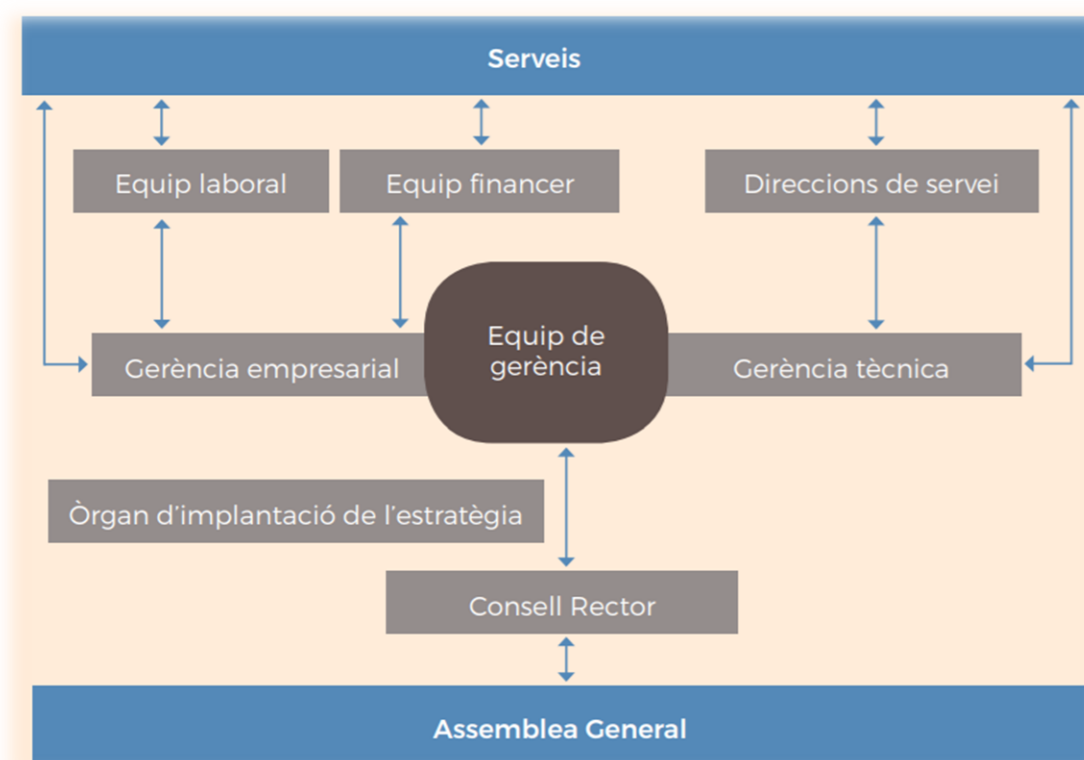 Serveis
Equip laboral
Equip financer
Direccions de servei
Equip de
gerència
Gerència empresarial
Gerència tècnica
Òrgan d'implantació de l'estratègia
Consell Rector
Assemblea General